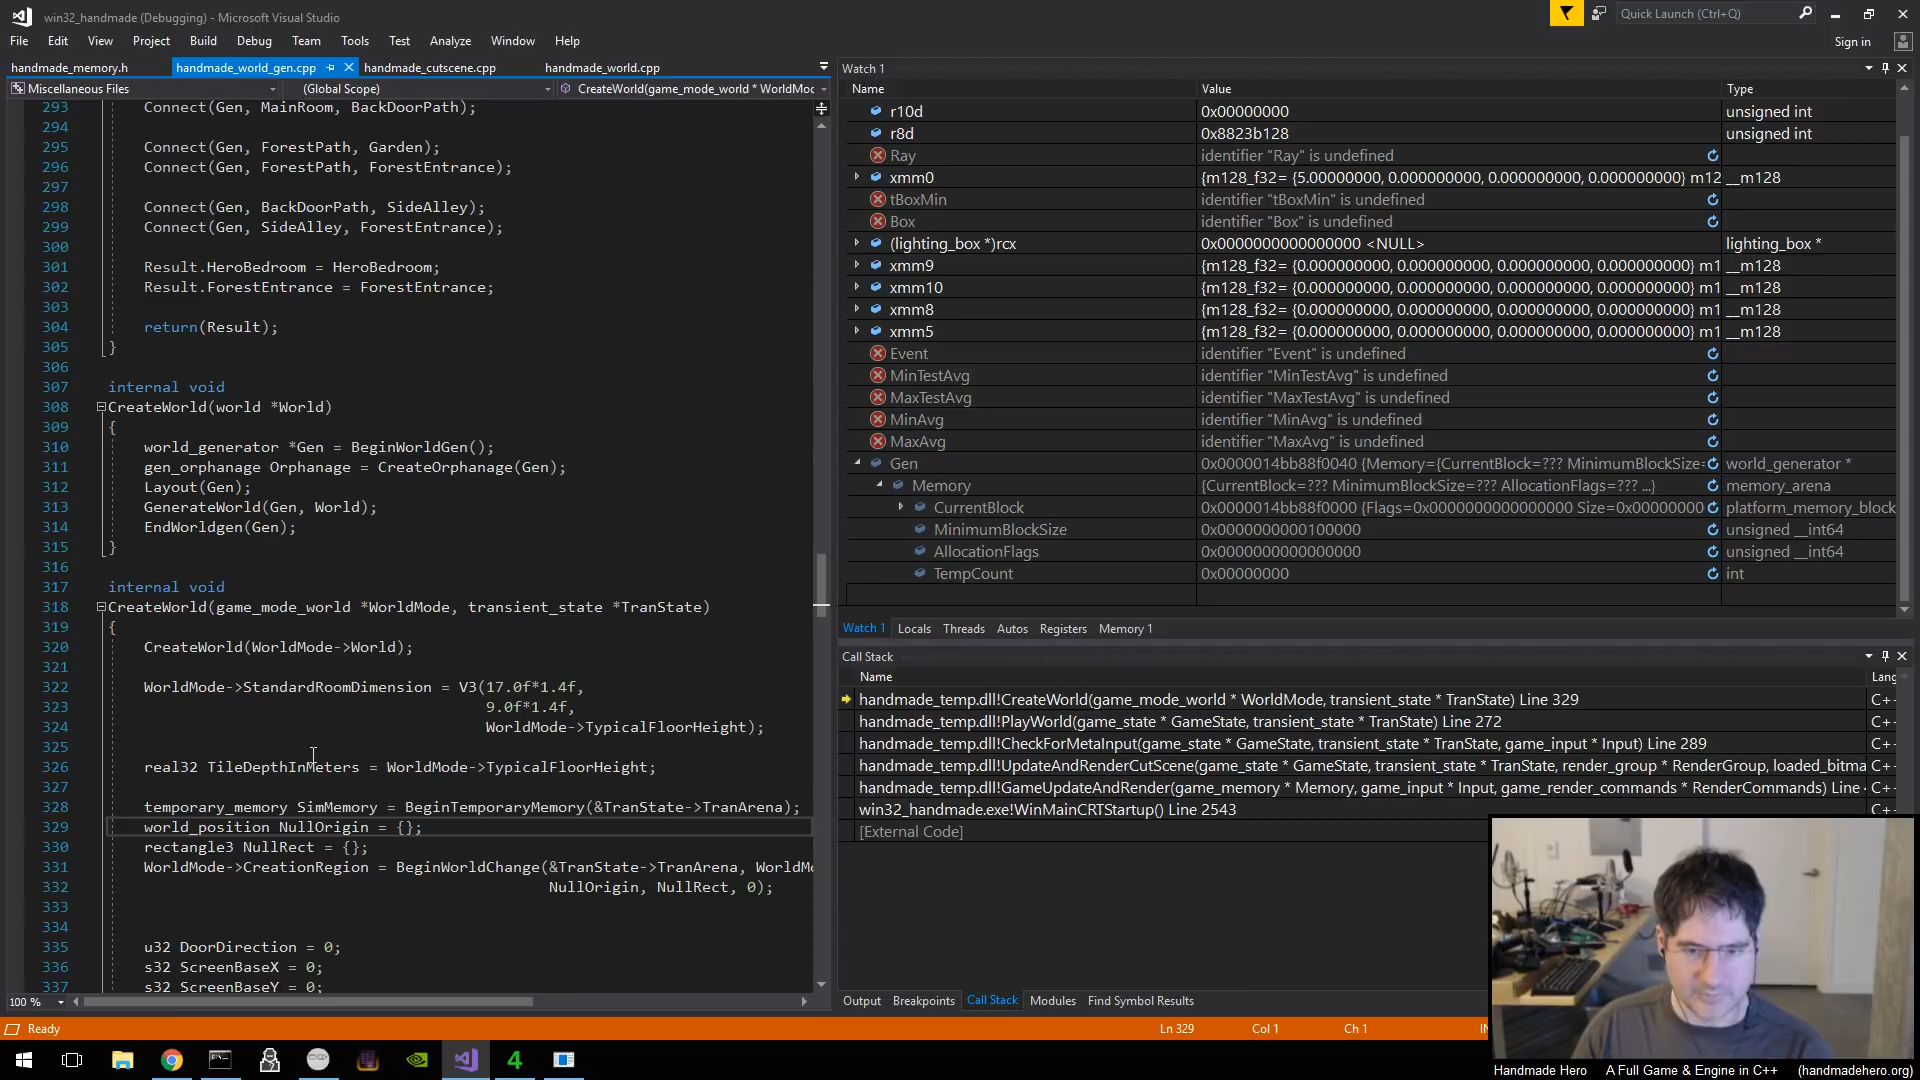 win32_handmade (Debugging) - Microsoft Visual Studio
Quick Launch (Ctrl+Q)
File Edit View Project Build Debug Team Tools Test Analyze Window Help
Sign in
handmade_memory.h handmade_world_gen.cpp handmade_cutscene.cpp handmade_world.cpp
Miscellaneous Files (Global Scope) CreateWorld(game_mode_world * WorldMoc
293 Connect(Gen, MainRoom, BackDoorPath);
294
295 Connect(Gen, ForestPath, Garden);
296 Connect(Gen, ForestPath, ForestEntrance);
297
298 Connect(Gen, BackDoorPath, SideAlley);
299 Connect(Gen, SideAlley, ForestEntrance);
300
301 Result.HeroBedroom = HeroBedroom;
302 Result.ForestEntrance = ForestEntrance;
303
304 return(Result);
305 }
306
307 internal void
308 CreateWorld(world *World)
309 {
310 world_generator *Gen = BeginWorldGen();
311 gen_orphanage Orphanage = CreateOrphanage(Gen);
312 Layout(Gen);
313 GenerateWorld(Gen, World);
314 EndWorldgen(Gen);
315 }
316
317 internal void
318 CreateWorld(game_mode_world *WorldMode, transient_state *TranState)
319 {
320 CreateWorld(WorldMode->World);
321
322 WorldMode->StandardRoomDimension = V3(17.0f*1.4f,
323 9.0f*1.4f,
324 WorldMode->TypicalFloorHeight);
325
326 real32 TileDepthInMeters = WorldMode->TypicalFloorHeight;
327
328 temporary_memory SimMemory = BeginTemporaryMemory(&TranState->TranArena);
329 world_position NullOrigin = {};
330 rectangle3 NullRect = {};
331 WorldMode->CreationRegion = BeginWorldChange(&TranState->TranArena, WorldMo
332 NullOrigin, NullRect, 0);
333
334
335 u32 DoorDirection = 0;
336 s32 ScreenBaseX = 0;
337 s32 ScreenBaseY = 0;
100 %
Watch 1
Name Value Type
r10d 0x00000000 unsigned int
r8d 0x8823b128 unsigned int
Ray identifier "Ray" is undefined
xmm0 {m128_f32= {5.00000000, 0.000000000, 0.000000000, 0.000000000} m12 __m128
tBoxMin identifier "tBoxMin" is undefined
Box identifier "Box" is undefined
(lighting_box *)rcx 0x0000000000000000 <NULL> lighting_box *
xmm9 {m128_f32= {0.000000000, 0.000000000, 0.000000000, 0.000000000} m1 __m128
xmm10 {m128_f32= {0.000000000, 0.000000000, 0.000000000, 0.000000000} m1 __m128
xmm8 {m128_f32= {0.000000000, 0.000000000, 0.000000000, 0.000000000} m1 __m128
xmm5 {m128_f32= {0.000000000, 0.000000000, 0.000000000, 0.000000000} m1 __m128
Event identifier "Event" is undefined
MinTestAvg identifier "MinTestAvg" is undefined
MaxTestAvg identifier "MaxTestAvg" is undefined
MinAvg identifier "MinAvg" is undefined
MaxAvg identifier "MaxAvg" is undefined
Gen 0x0000014bb88f0040 {Memory={CurrentBlock=??? MinimumBlockSize= world_generator *
Memory {CurrentBlock=??? MinimumBlockSize=??? AllocationFlags=??? ...} memory_arena
CurrentBlock 0x0000014bb88f0000 {Flags=0x0000000000000000 Size=0x00000000 platform_memory_block
MinimumBlockSize 0x0000000000100000 unsigned __int64
AllocationFlags 0x0000000000000000 unsigned __int64
TempCount 0x00000000 int
Watch 1 Locals Threads Autos Registers Memory 1
Call Stack
Name Lang
handmade_temp.dll!CreateWorld(game_mode_world * WorldMode, transient_state * TranState) Line 329 C+
handmade_temp.dll!PlayWorld(game_state * GameState, transient_state * TranState) Line 272 C+
handmade_temp.dll!CheckForMetaInput(game_state * GameState, transient_state * TranState, game_input * Input) Line 289 C+
handmade_temp.dll!UpdateAndRenderCutScene(game_state * GameState, transient_state * TranState, render_group * RenderGroup, loaded_bitma C+
handmade_temp.dll!GameUpdateAndRender(game_memory * Memory, game_input * Input, game_render_commands * RenderCommands) Line C+
win32_handmade.exe!WinMainCRTStartup() Line 2543 C+
[External Code]
Output Breakpoints Call Stack Modules Find Symbol Results
Ready Ln 329 Col 1 Ch 1 IN
4
Handmade Hero A Full Game & Engine in C++ (handmadehero.org)